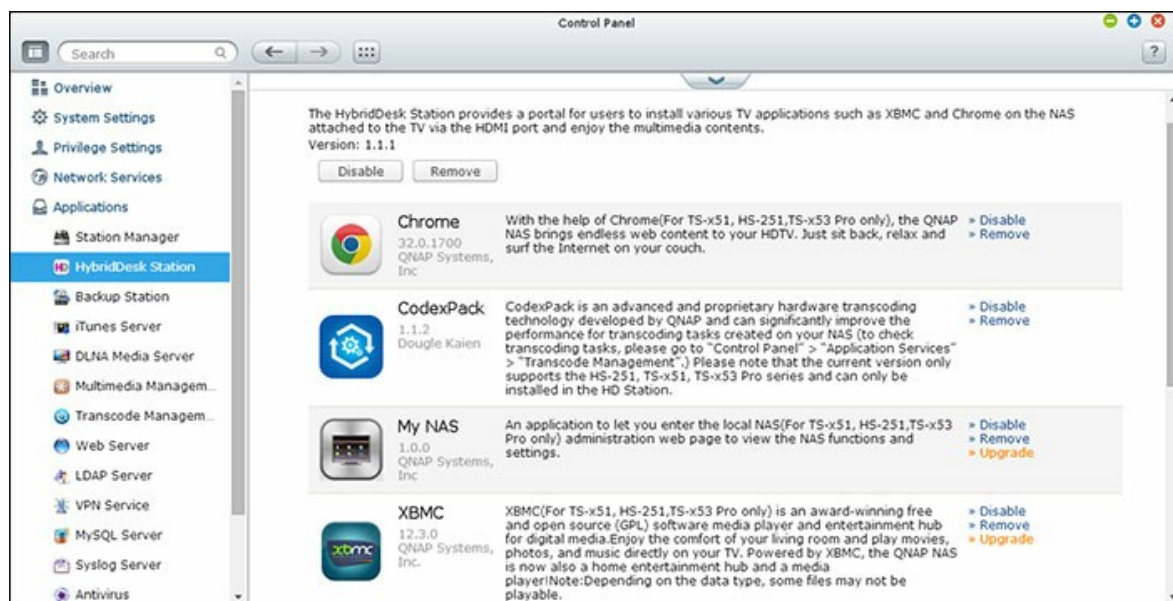 Control Panel
Search
?
Overview
System Settings
Privilege Settings
Network Services
Applications
Station Manager
HD HybridDesk Station
Backup Station
iTunes Server
DLNA Media Server
Multimedia Managem...
Transcode Managem...
Web Server
LDAP Server
VPN Service
MySQL Server
Syslog Server
Antivirus
The HybridDesk Station provides a portal for users to install various TV applications such as XBMC and Chrome on the NAS
attached to the TV via the HDMI port and enjoy the multimedia contents.
Version: 1.1.1
Disable Remove
Chrome
32.0.1700
QNAP Systems,
Inc
With the help of Chrome(For TS-x51, HS-251,TS-x53 Pro only), the QNAP
NAS brings endless web content to your HDTV. Just sit back, relax and
surf the Internet on your couch.
» Disable
» Remove
CodexPack
1.1.2
Dougle Kaien
CodexPack is an advanced and proprietary hardware transcoding
technology developed by QNAP and can significantly improve the
performance for transcoding tasks created on your NAS (to check
transcoding tasks, please go to "Control Panel" > "Application Services"
> "Transcode Management".) Please note that the current version only
supports the HS-251, TS-x51, TS-x53 Pro series and can only be
installed in the HD Station.
» Disable
» Remove
My NAS
1.0.0
QNAP Systems,
Inc
An application to let you enter the local NAS(For TS-x51, HS-251,TS-x53
Pro only) administration web page to view the NAS functions and
settings.
» Disable
» Remove
» Upgrade
xbmc
XBMC
12.3.0
QNAP Systems,
Inc.
XBMC(For TS-x51, HS-251,TS-x53 Pro only) is an award-winning free
and open source (GPL) software media player and entertainment hub
for digital media.Enjoy the comfort of your living room and play movies,
photos, and music directly on your TV. Powered by XBMC, the QNAP NAS
is now also a home entertainment hub and a media
player!Note:Depending on the data type, some files may not be
playable.
» Disable
» Remove
» Upgrade